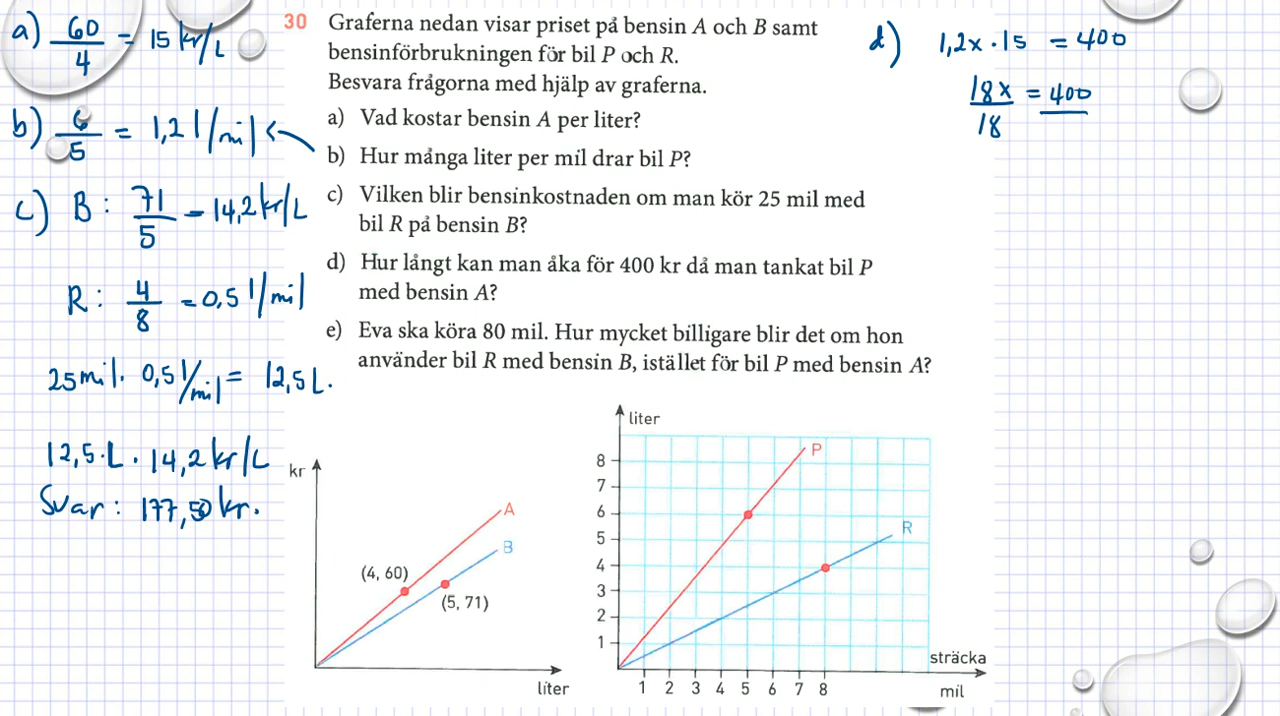 a) 60/4 = 15 kr/L
b) 6/5 = 1,2 l/mil
c) B: 71/5 = 14,2 kr/L
R: 4/8 = 0,5 l/mil
25 mil. 0,5 l/mil = 12,5 L.
12,5.L. 14,2 kr/L
Svar: 177,50 kr.
30 Graferna nedan visar priset på bensin A och B samt
bensinförbrukningen för bil P och R.
Besvara frågorna med hjälp av graferna.
a) Vad kostar bensin A per liter?
b) Hur många liter per mil drar bil P?
c) Vilken blir bensinkostnaden om man kör 25 mil med
bil R på bensin B?
d) Hur långt kan man åka för 400 kr då man tankat bil P
med bensin A?
e) Eva ska köra 80 mil. Hur mycket billigare blir det om hon
använder bil R med bensin B, istället för bil P med bensin A?
d) 1,2x · 15 = 400
18x/18 = 400
kr
A
B
(4, 60)
(5, 71)
liter
liter
P
R
8
7
6
5
4
3
2
1
sträcka
1 2 3 4 5 6 7 8
mil